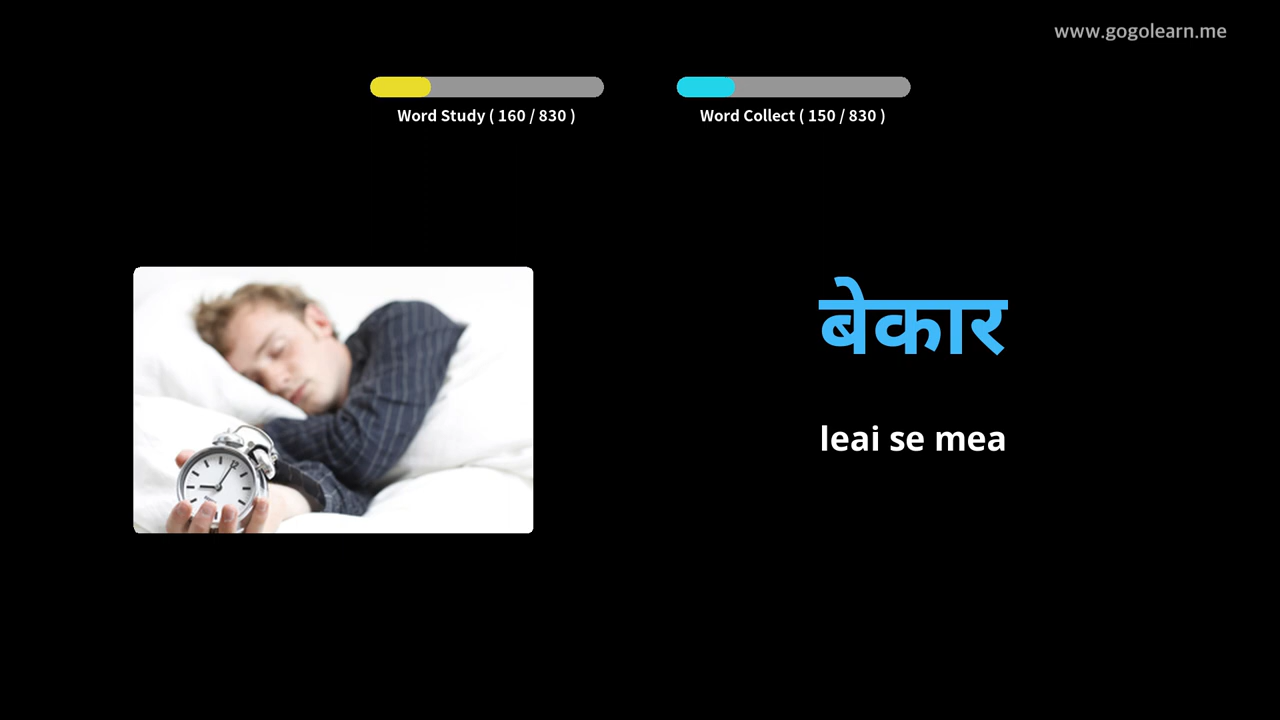 www.gogolearn.me
Word Study ( 160 / 830 )
Word Collect ( 150 / 830 )
बेकार
leai se mea